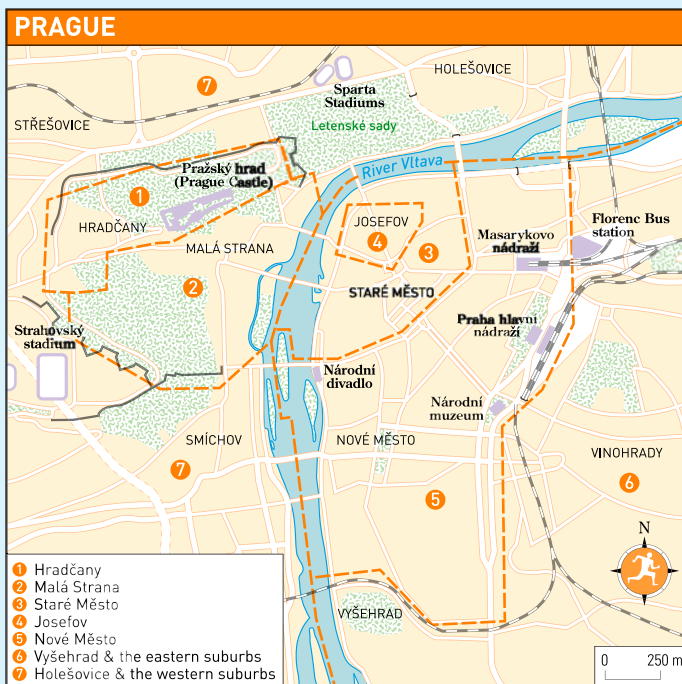 PRAGUE
7
HOLEŠOVICE
Sparta
Stadiums
STŘEŠOVICE
Letenské sady
River Vltava
Pražský hrad
(Prague Castle)
1
HRADČANY
JOSEFOV
4
3
MALÁ STRANA
Masarykovo
nádraží
Florenc Bus
station
2
STARÉ MĚSTO
Strahovský
stadium
Praha hlavní
nádraží
Národní
divadlo
Národní
muzeum
SMÍCHOV
NOVÉ MĚSTO
VINOHRADY
7
6
5
N
VYŠEHRAD
1 Hradčany
2 Malá Strana
3 Staré Město
4 Josefov
5 Nové Město
6 Vyšehrad & the eastern suburbs
7 Holešovice & the western suburbs
0 250 m